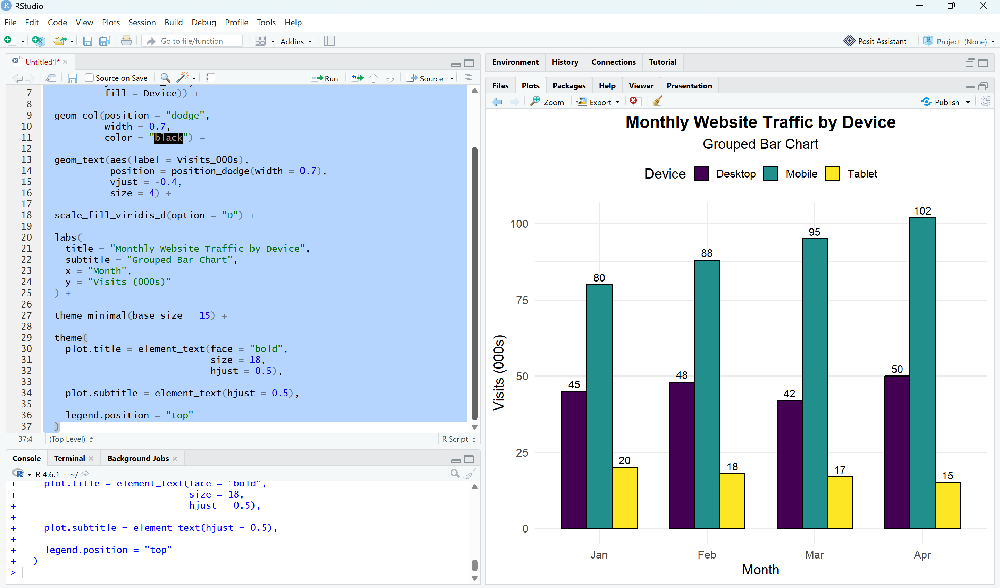 RStudio
File Edit Code View Plots Session Build Debug Profile Tools Help
Go to file/function Addins Posit Assistant Project: (None)
Untitled1*
Source on Save Run Source
7 fill = Device)) +
8
9 geom_col(position = "dodge",
10 width = 0.7,
11 color = "black") +
12
13 geom_text(aes(label = Visits_000s),
14 position = position_dodge(width = 0.7),
15 vjust = -0.4,
16 size = 4) +
17
18 scale_fill_viridis_d(option = "D") +
19
20 labs(
21 title = "Monthly Website Traffic by Device",
22 subtitle = "Grouped Bar Chart",
23 x = "Month",
24 y = "Visits (000s)"
25 ) +
26
27 theme_minimal(base_size = 15) +
28
29 theme(
30 plot.title = element_text(face = "bold",
31 size = 18,
32 hjust = 0.5),
33
34 plot.subtitle = element_text(hjust = 0.5),
35
36 legend.position = "top"
37 )
37:4 (Top Level) R Script
Console Terminal Background Jobs
R 4.6.1 · ~/
+ plot.title = element_text(face = "bold",
+ size = 18,
+ hjust = 0.5),
+
+ plot.subtitle = element_text(hjust = 0.5),
+
+ legend.position = "top"
+ )
>
Environment History Connections Tutorial
Files Plots Packages Help Viewer Presentation
Zoom Export Publish
Monthly Website Traffic by Device
Grouped Bar Chart
Device Desktop Mobile Tablet
Visits (000s)
100
75
50
25
0
45 80 20
48 88 18
42 95 17
50 102 15
Jan Feb Mar Apr
Month